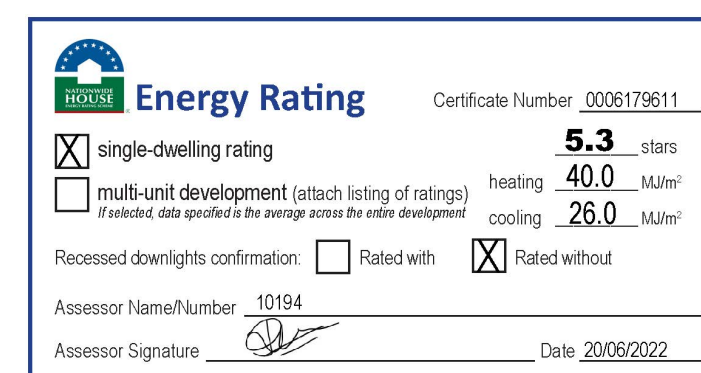 NATIONWIDE
HOUSE
ENERGY RATING SCHEME
Energy Rating
Certificate Number 0006179611
X single-dwelling rating
5.3 stars
multi-unit development (attach listing of ratings)
If selected, data specified is the average across the entire development
heating 40.0 MJ/m²
cooling 26.0 MJ/m²
Recessed downlights confirmation: Rated with X Rated without
Assessor Name/Number 10194
Assessor Signature Date 20/06/2022